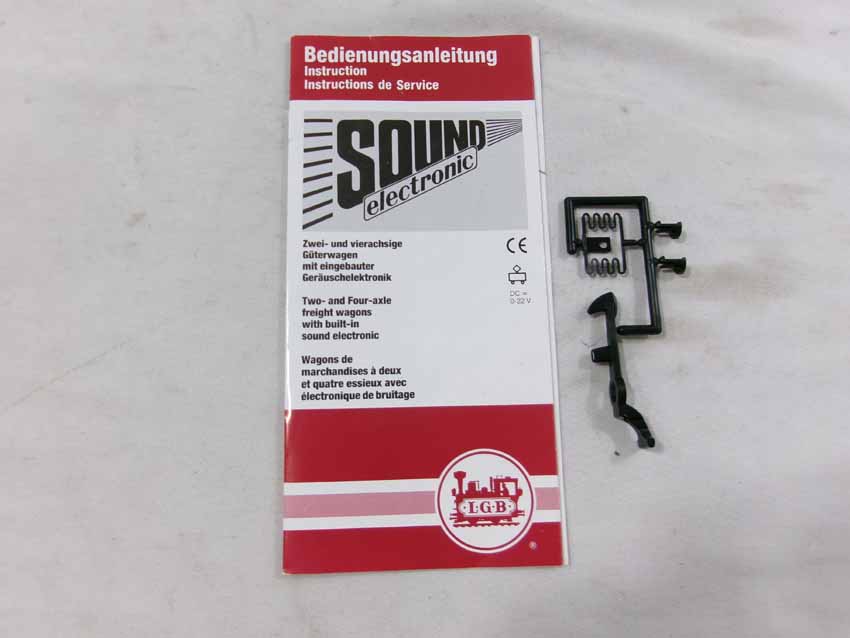 Bedienungsanleitung
Instruction
Instructions de Service
SOUND
electronic
Zwei- und vierachsige
Güterwagen
mit eingebauter
Geräuschelektronik
CE
DC =
0-22 V
Two- and Four-axle
freight wagons
with built-in
sound electronic
Wagons de
marchandises à deux
et quatre essieux avec
électronique de bruitage
L·G·B
®